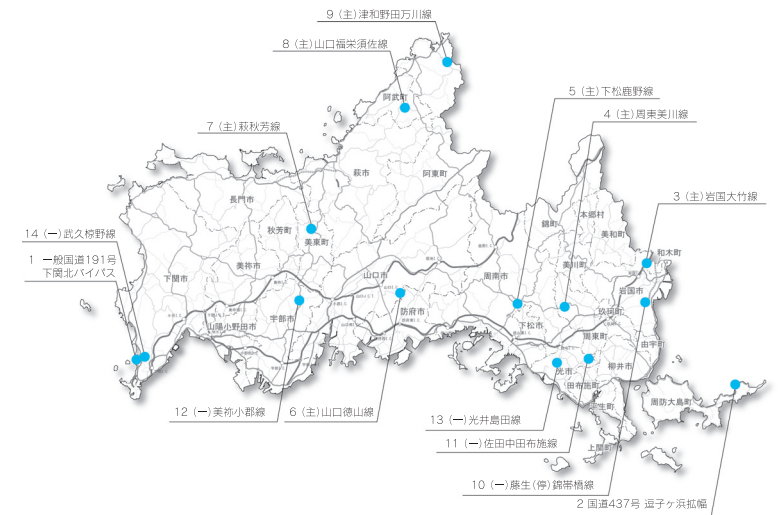 9（主）津和野田万川線
8（主）山口福栄須佐線
5（主）下松鹿野線
4（主）周東美川線
7（主）萩秋芳線
3（主）岩国大竹線
14（一）武久椋野線
1 一般国道191号
下関北バイパス
阿武町
萩市
阿東町
長門市
秋芳町
美東町
美祢市
下関市
山口市
宇部市
山陽小野田市
防府市
周南市
錦町
本郷村
美和町
和木町
美川町
岩国市
玖珂町
下松市
周東町
由宇町
光市
柳井市
田布施町
平生町
周防大島町
上関町
12（一）美祢小郡線
6（主）山口徳山線
13（一）光井島田線
11（一）佐田中田布施線
10（一）藤生（停）錦帯橋線
2 国道437号 逗子ヶ浜拡幅